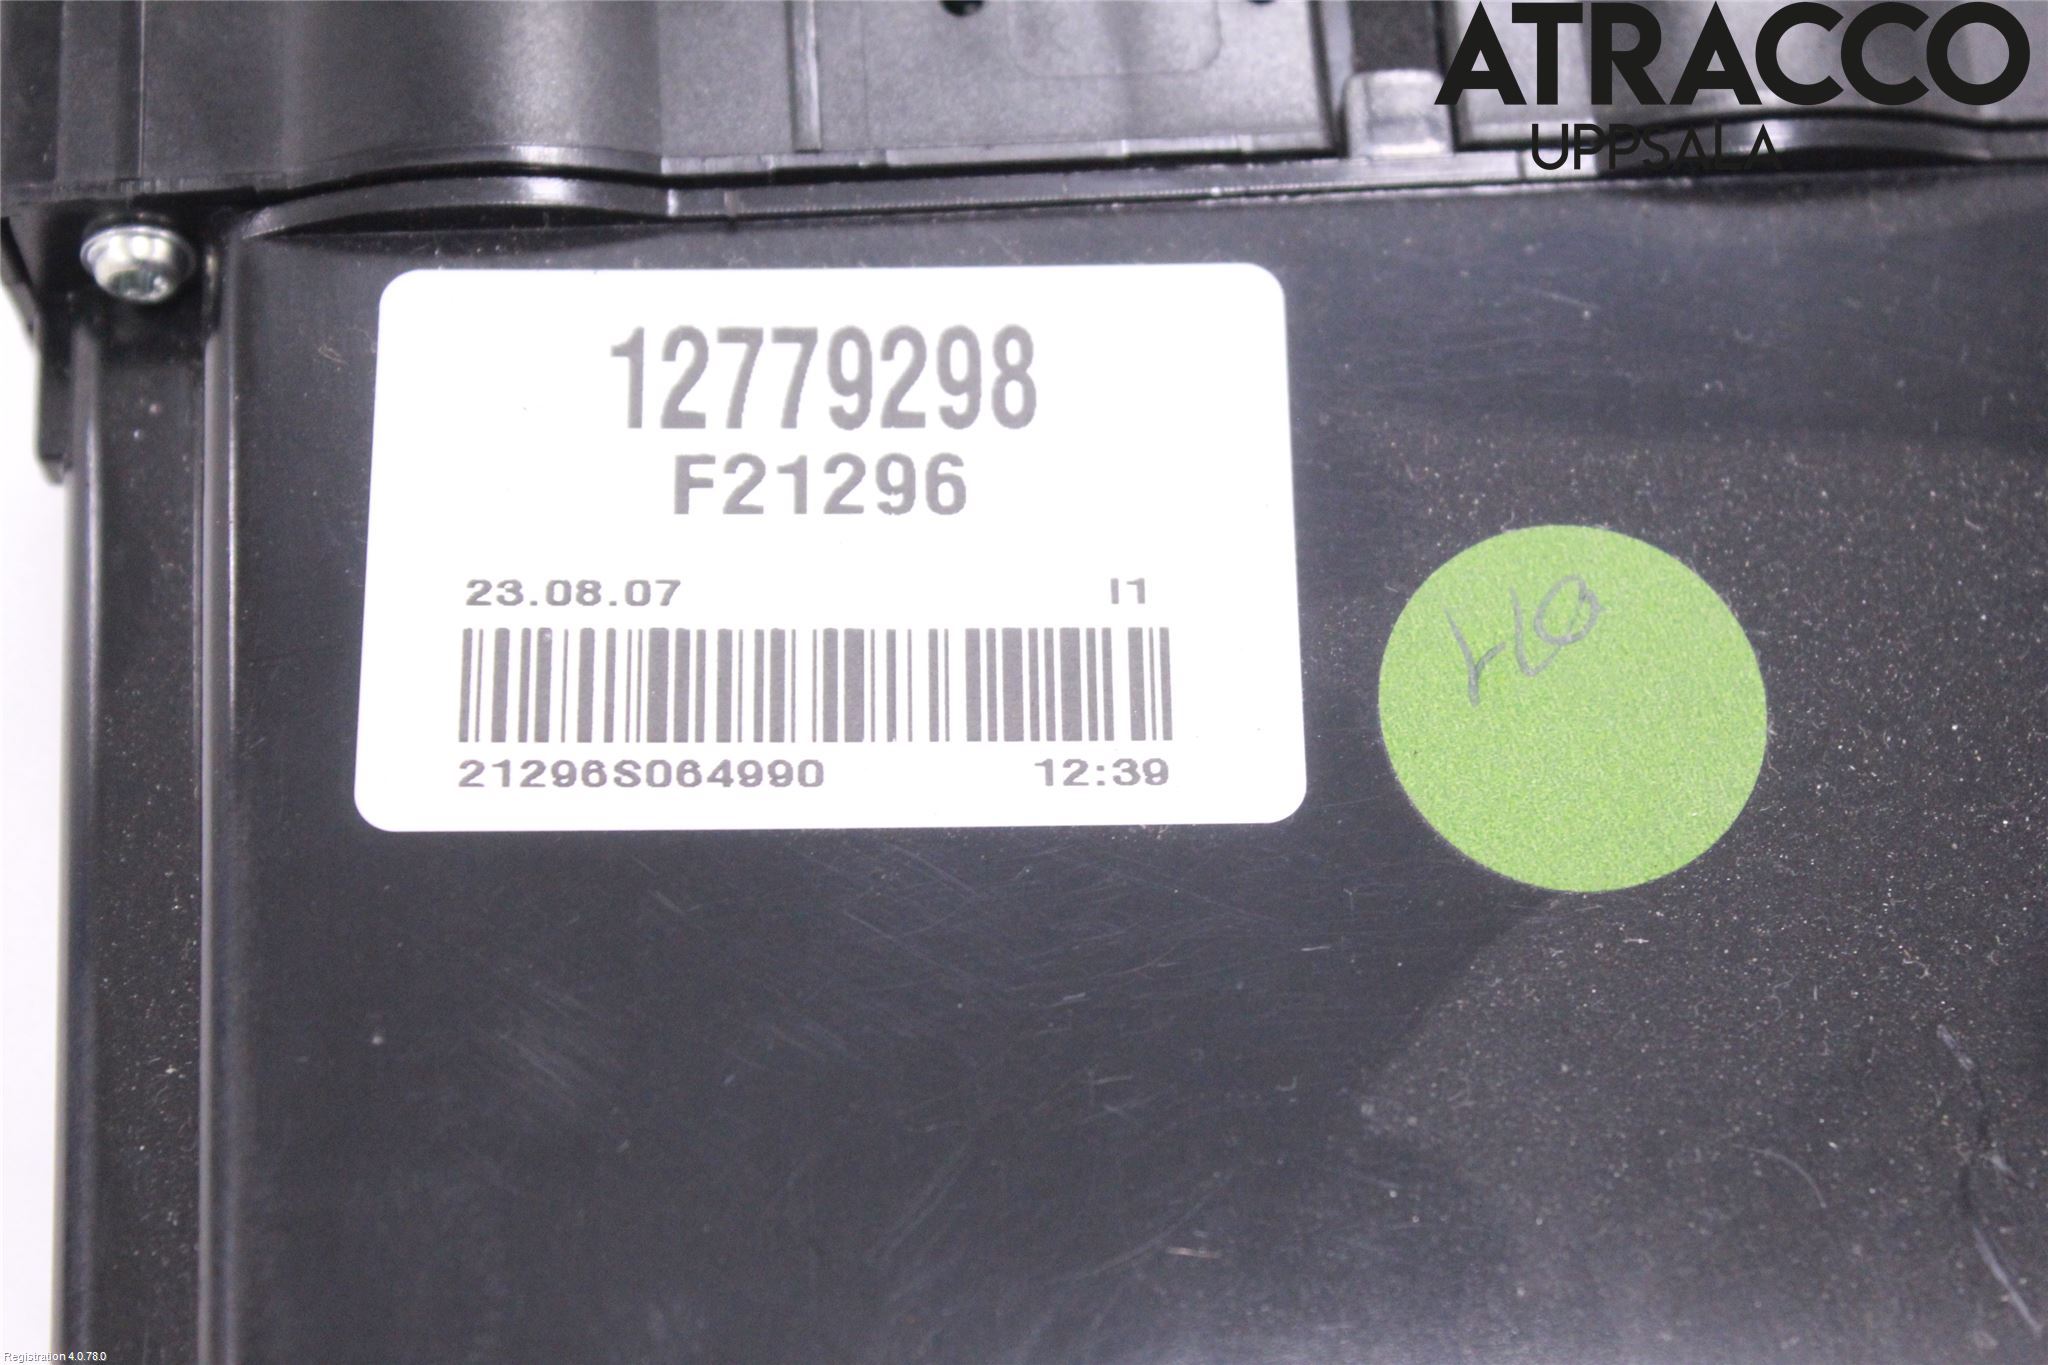 ATRACCO
UPPSALA
12779298
F21296
23.08.07 I1
21296S064990 12:39
Registration 4.0.78.0